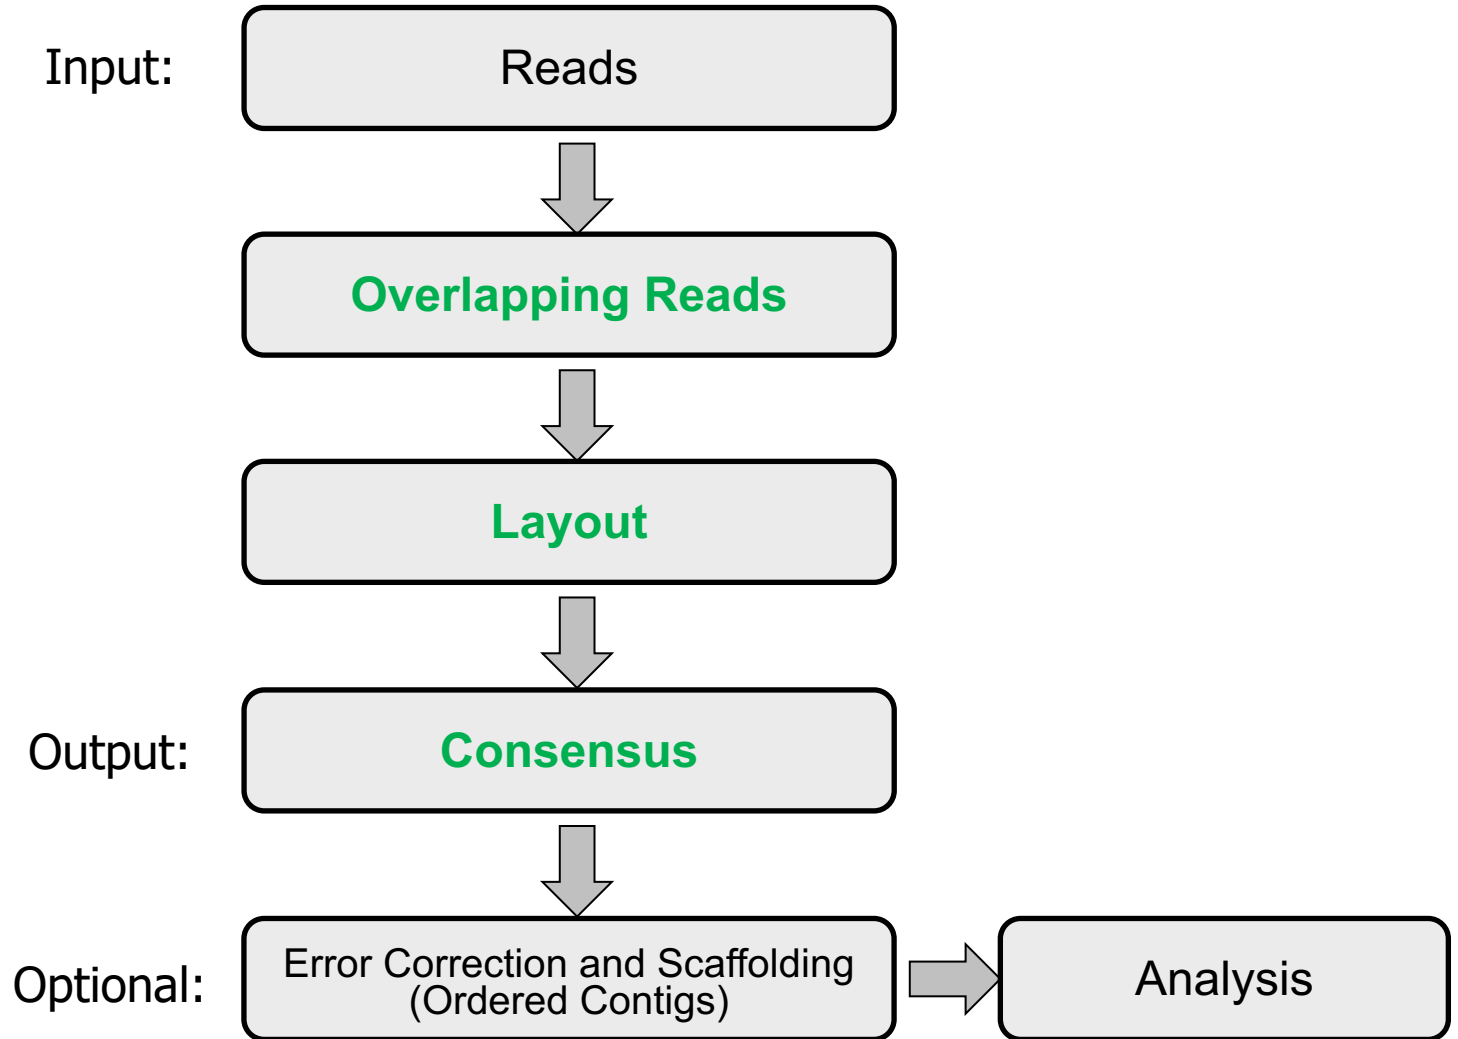 Input:
Reads
Overlapping Reads
Layout
Output:
Consensus
Optional:
Error Correction and Scaffolding
(Ordered Contigs)
Analysis